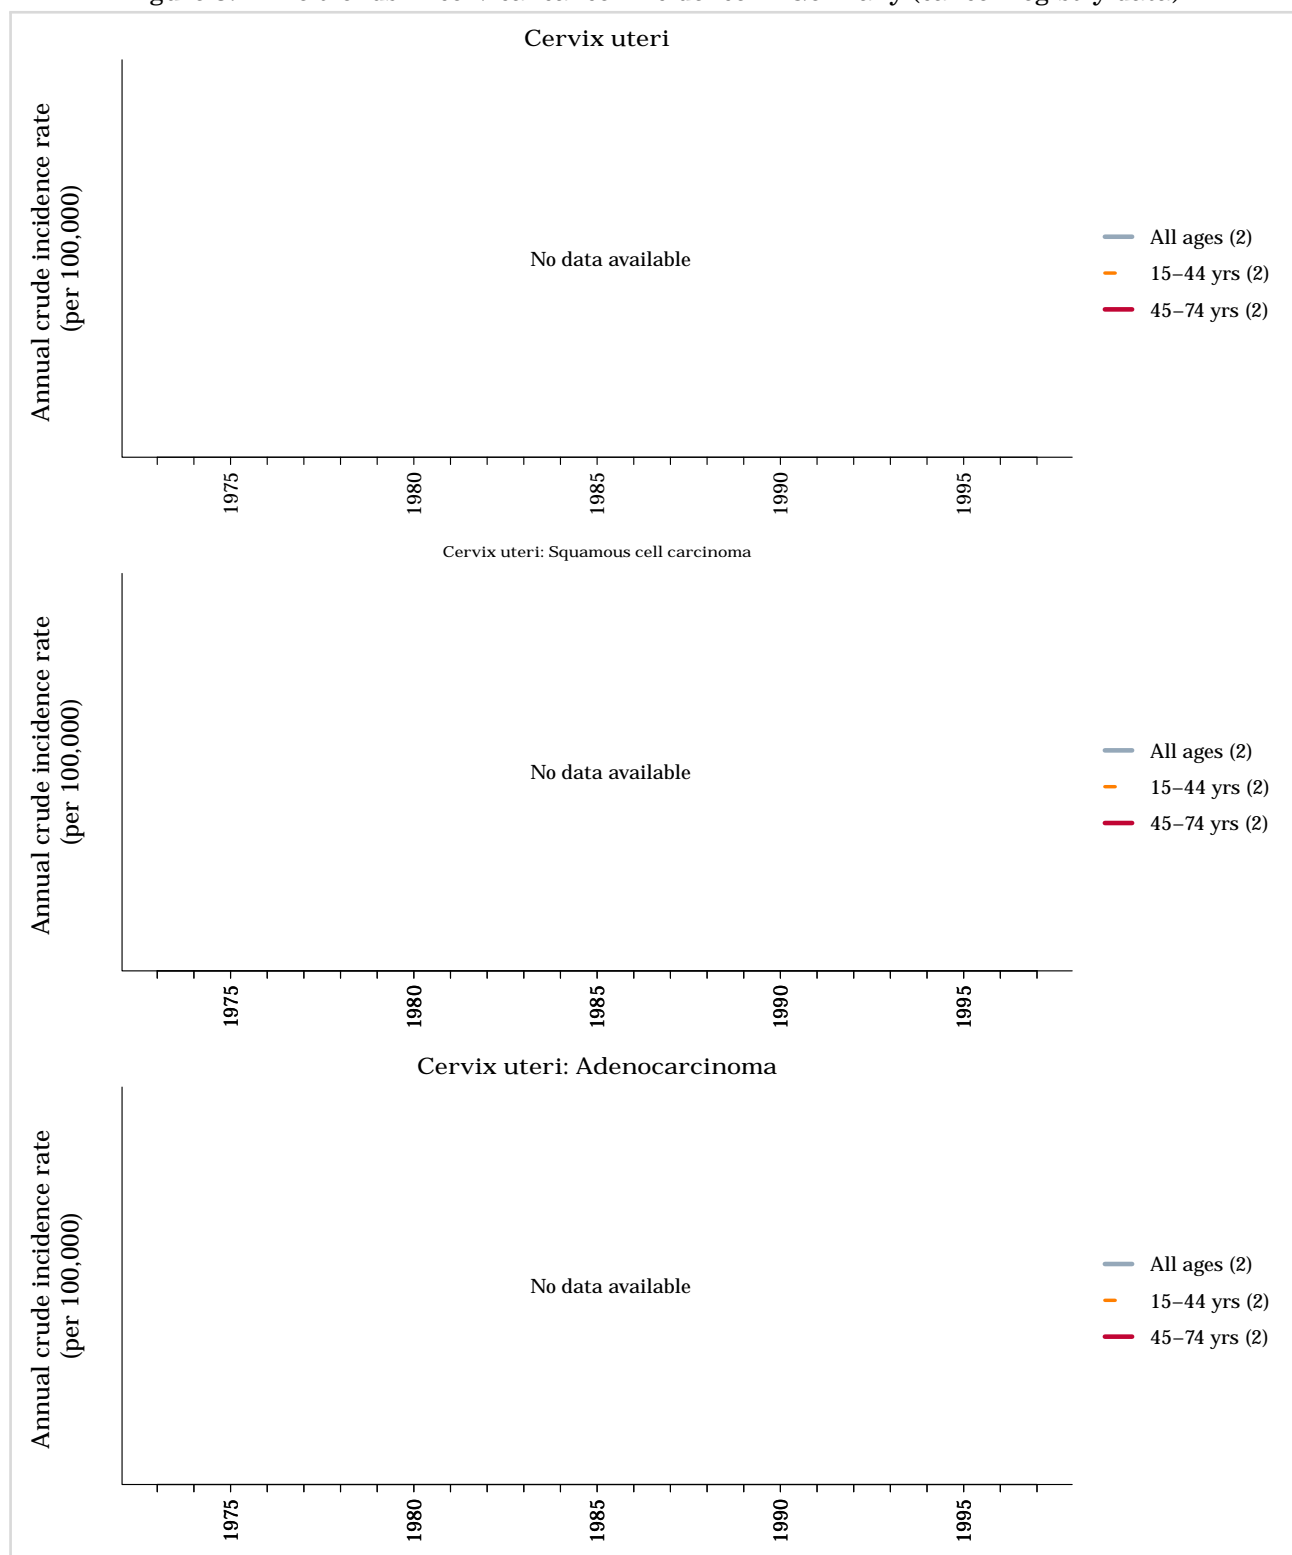 Cervix uteri
Annual crude incidence rate
(per 100,000)
No data available
All ages (2)
15–44 yrs (2)
45–74 yrs (2)
1975
1980
1985
1990
1995
Cervix uteri: Squamous cell carcinoma
Annual crude incidence rate
(per 100,000)
No data available
All ages (2)
15–44 yrs (2)
45–74 yrs (2)
1975
1980
1985
1990
1995
Cervix uteri: Adenocarcinoma
Annual crude incidence rate
(per 100,000)
No data available
All ages (2)
15–44 yrs (2)
45–74 yrs (2)
1975
1980
1985
1990
1995